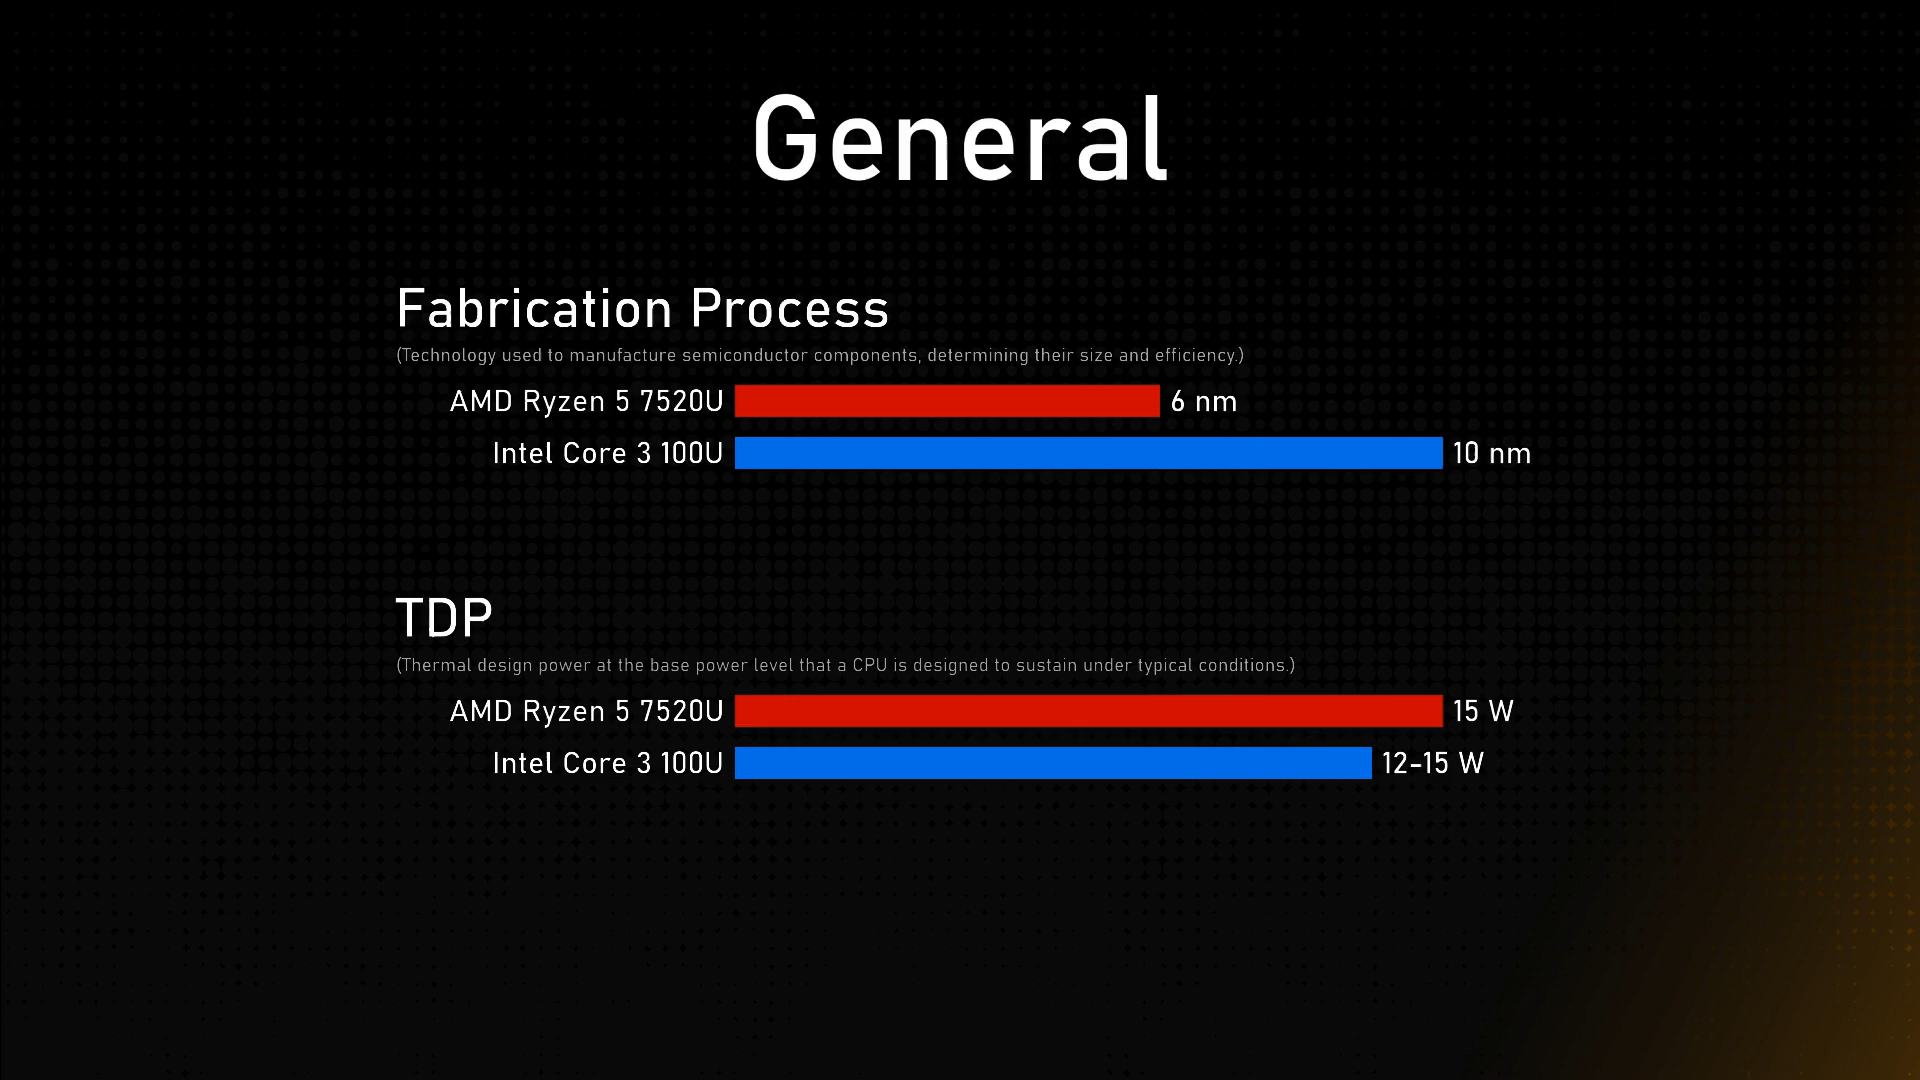 General
Fabrication Process
(Technology used to manufacture semiconductor components, determining their size and efficiency.)
AMD Ryzen 5 7520U 6 nm
Intel Core 3 100U 10 nm
TDP
(Thermal design power at the base power level that a CPU is designed to sustain under typical conditions.)
AMD Ryzen 5 7520U 15 W
Intel Core 3 100U 12-15 W